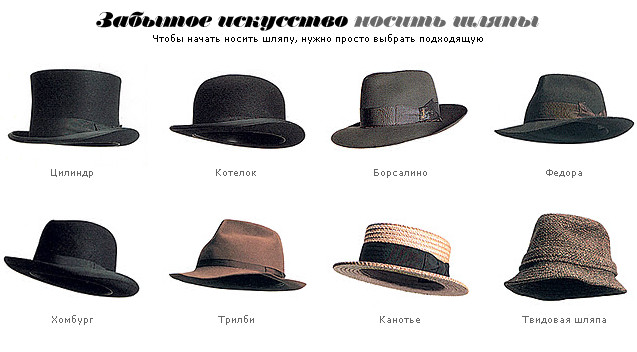 Забытое искусство носить шляпы
Чтобы начать носить шляпу, нужно просто выбрать подходящую
Цилиндр
Котелок
Борсалино
Федора
Хомбург
Трилби
Канотье
Твидовая шляпа